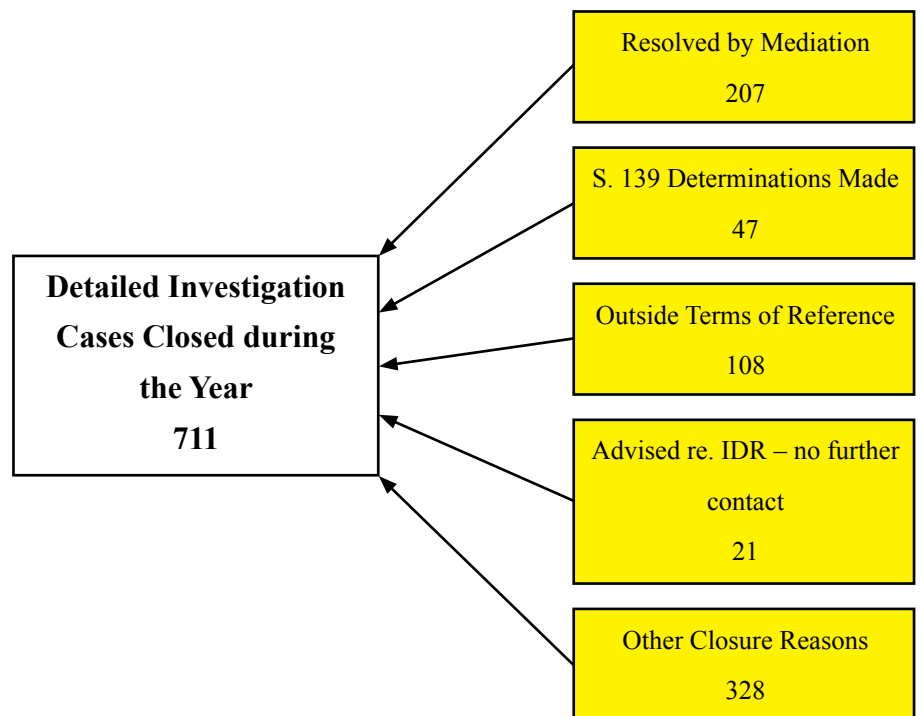 Resolved by Mediation
207
S. 139 Determinations Made
47
Detailed Investigation
Cases Closed during
the Year
711
Outside Terms of Reference
108
Advised re. IDR – no further
contact
21
Other Closure Reasons
328